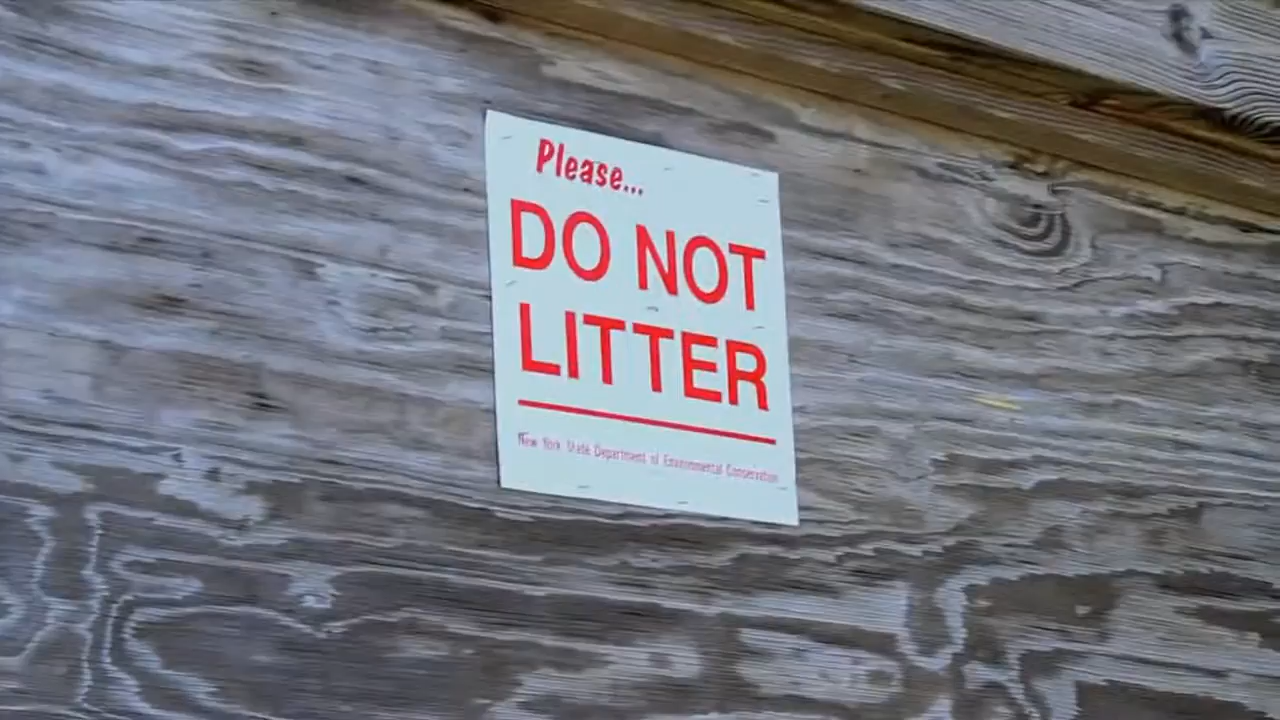 Please...
DO NOT
LITTER
New York State Department of Environmental Conservation